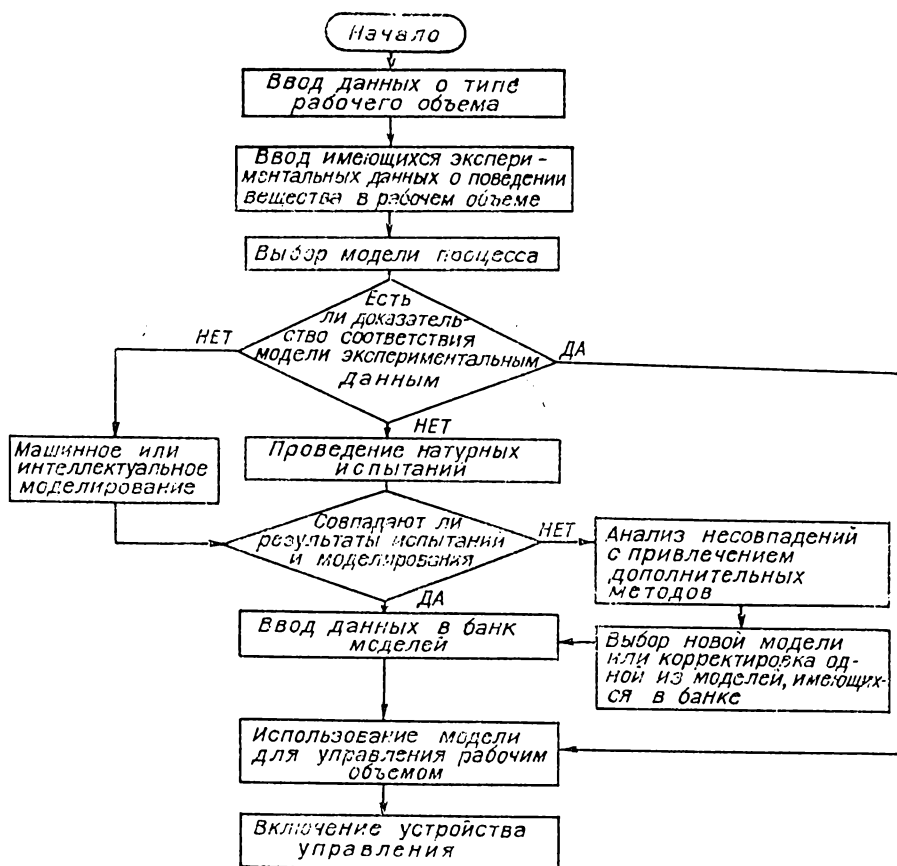 Начало
Ввод данных о типе
рабочего объема
Ввод имеющихся экспери-
ментальных данных о поведении
вещества в рабочем объеме
Выбор модели процесса
Есть
ли доказатель-
ство соответствия
модели экспериментальным
данным
НЕТ
ДА
НЕТ
Машинное или
интеллектуальное
моделирование
Проведение натурных
испытаний
Совпадают ли
результаты испытаний
и моделирования
НЕТ
ДА
Анализ несовпадений
с привлечением
дополнительных
методов
Ввод данных в банк
моделей
Выбор новой модели
или корректировка од-
ной из моделей, имеющих-
ся в банке
Использование модели
для управления рабочим
объемом
Включение устройства
управления